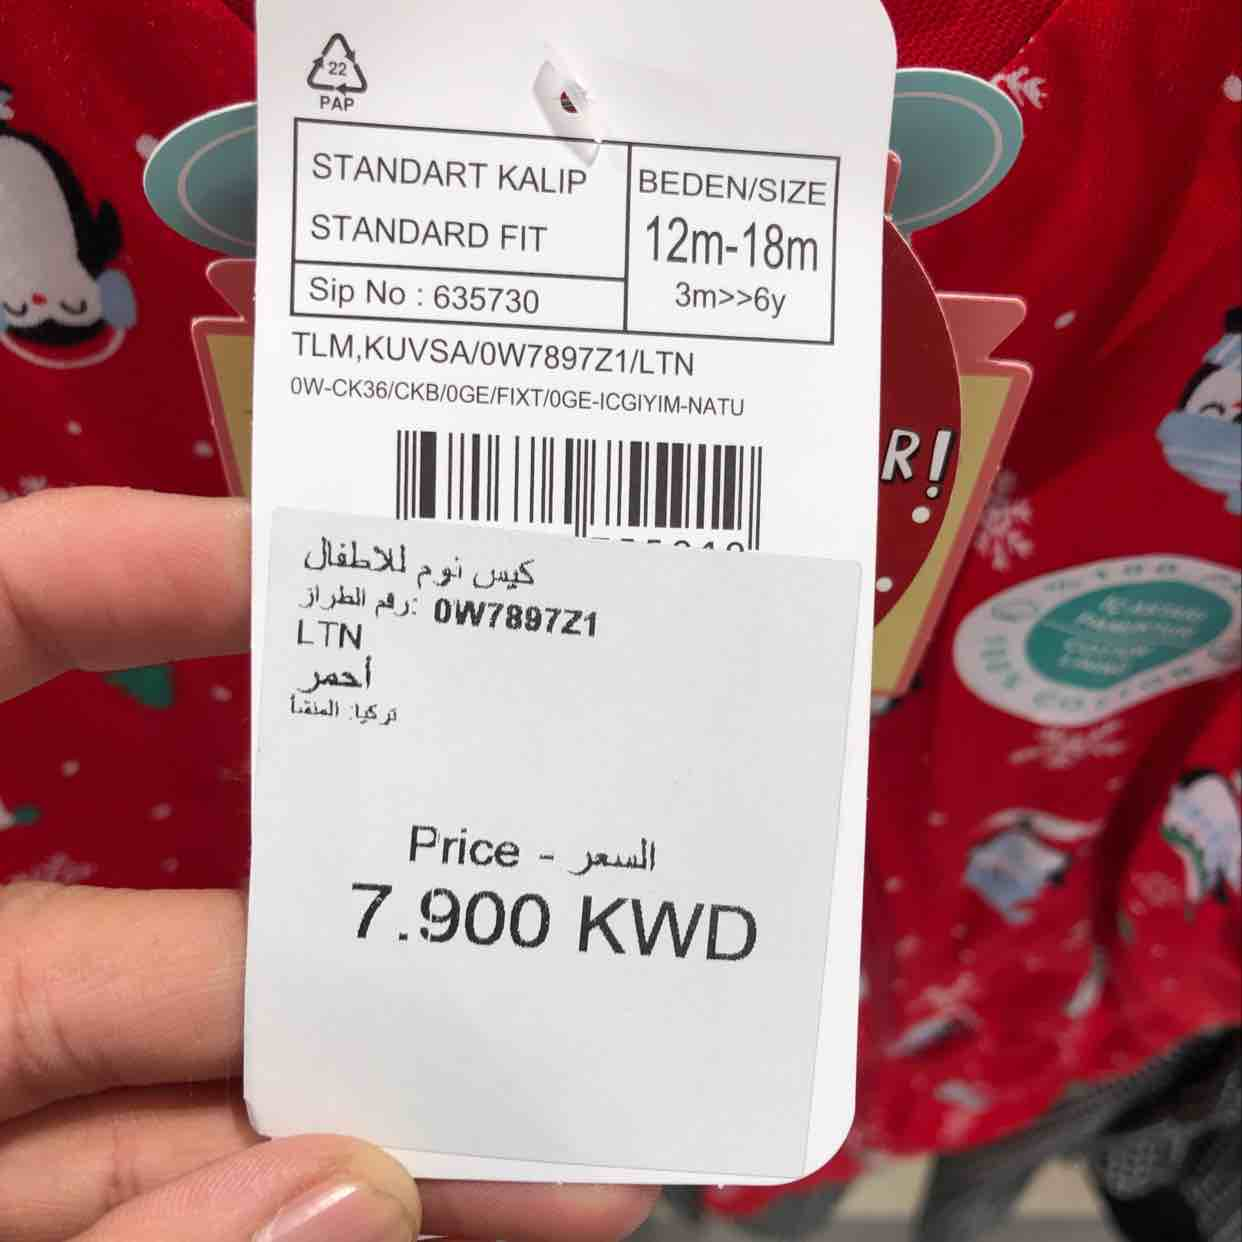 22
PAP
STANDART KALIP
STANDARD FIT
BEDEN/SIZE
12m-18m
3m>>6y
Sip No : 635730
TLM,KUVSA/0W7897Z1/LTN
0W-CK36/CKB/0GE/FIXT/0GE-ICGIYIM-NATU
كيس نوم للاطفال
رقم الطراز: 0W7897Z1
LTN
أحمر
تركيا: المنقسأ
Price - السعر
7.900 KWD
R!